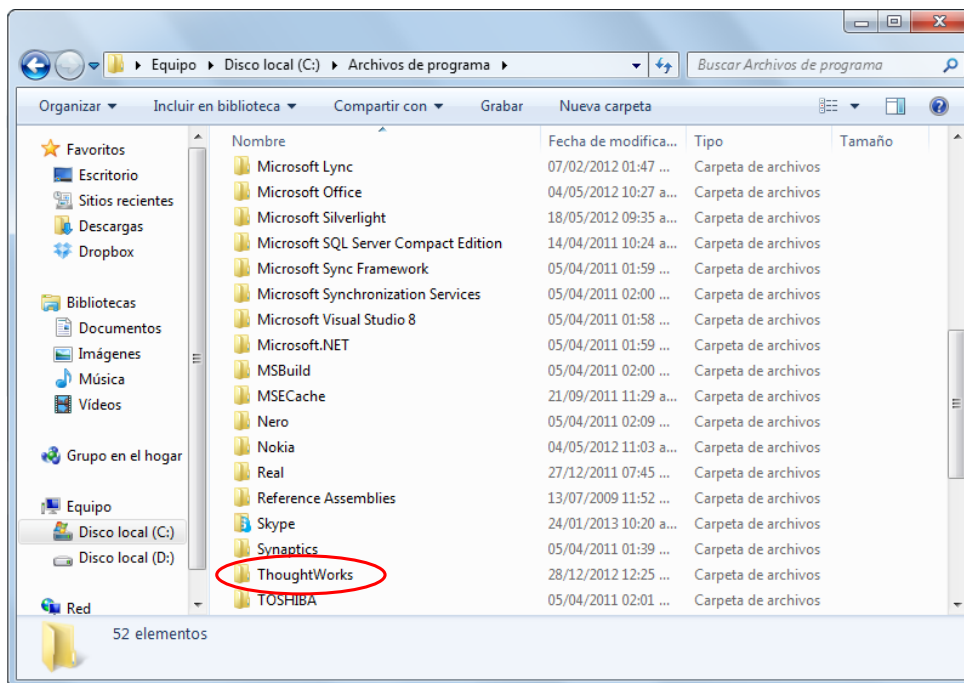 Equipo Disco local (C:) Archivos de programa Buscar Archivos de programa
Organizar Incluir en biblioteca Compartir con Grabar Nueva carpeta
Favoritos
Escritorio
Sitios recientes
Descargas
Dropbox
Bibliotecas
Documentos
Imágenes
Música
Vídeos
Grupo en el hogar
Equipo
Disco local (C:)
Disco local (D:)
Red
Nombre Fecha de modifica... Tipo Tamaño
Microsoft Lync 07/02/2012 01:47 ... Carpeta de archivos
Microsoft Office 04/05/2012 10:27 a... Carpeta de archivos
Microsoft Silverlight 18/05/2012 09:35 a... Carpeta de archivos
Microsoft SQL Server Compact Edition 14/04/2011 10:24 a... Carpeta de archivos
Microsoft Sync Framework 05/04/2011 01:59 ... Carpeta de archivos
Microsoft Synchronization Services 05/04/2011 02:00 ... Carpeta de archivos
Microsoft Visual Studio 8 05/04/2011 01:58 ... Carpeta de archivos
Microsoft.NET 05/04/2011 01:59 ... Carpeta de archivos
MSBuild 05/04/2011 02:00 ... Carpeta de archivos
MSECache 21/09/2011 11:29 a... Carpeta de archivos
Nero 05/04/2011 02:09 ... Carpeta de archivos
Nokia 04/05/2012 11:03 a... Carpeta de archivos
Real 27/12/2011 07:45 ... Carpeta de archivos
Reference Assemblies 13/07/2009 11:52 ... Carpeta de archivos
Skype 24/01/2013 10:20 a... Carpeta de archivos
Synaptics 05/04/2011 01:39 ... Carpeta de archivos
ThoughtWorks 28/12/2012 12:25 ... Carpeta de archivos
TOSHIBA 05/04/2011 02:01 ... Carpeta de archivos
52 elementos